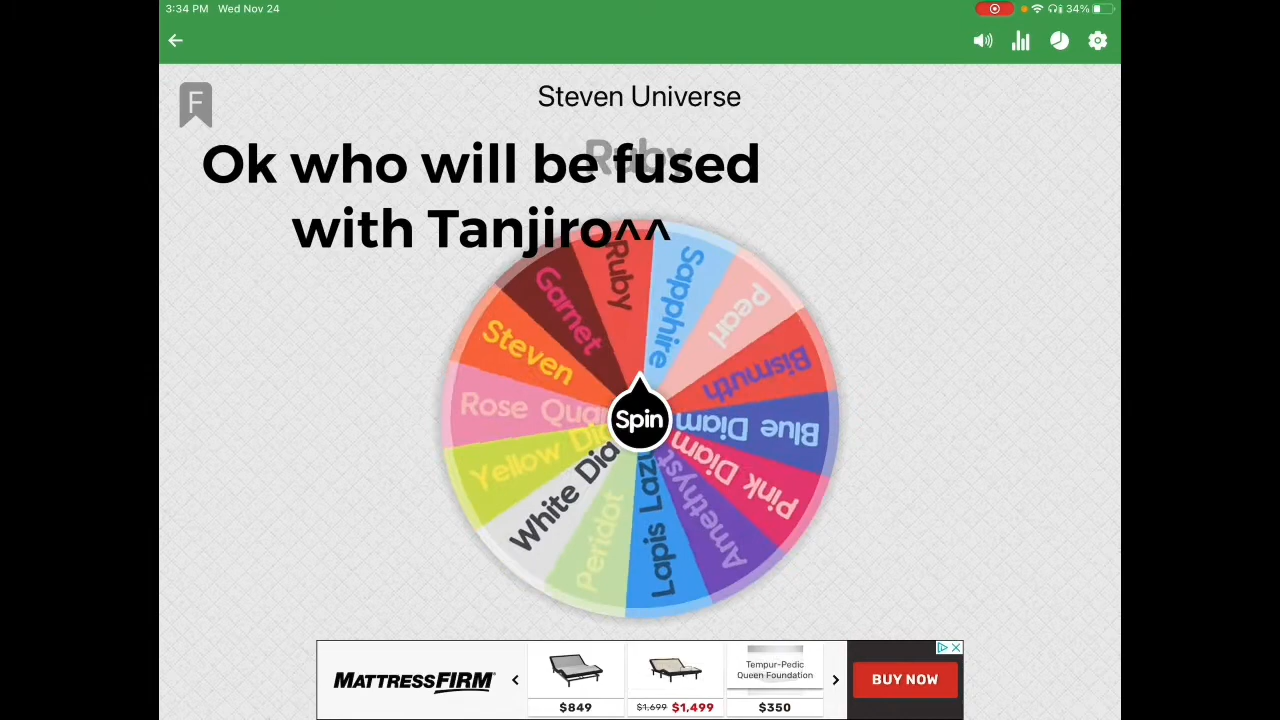 3:34 PM Wed Nov 24
34%
F
Steven Universe
Ruby
Ok who will be fused
with Tanjiro^^
Ruby
Sapphire
Pearl
Bismuth
Blue Diam
Pink Diam
Amethyst
Lapis Laz
Peridot
White Dia
Yellow Dia
Rose Qua
Steven
Garnet
Spin
MATTRESSFIRM
$849
$1,699 $1,499
Tempur-Pedic
Queen Foundation
$350
BUY NOW